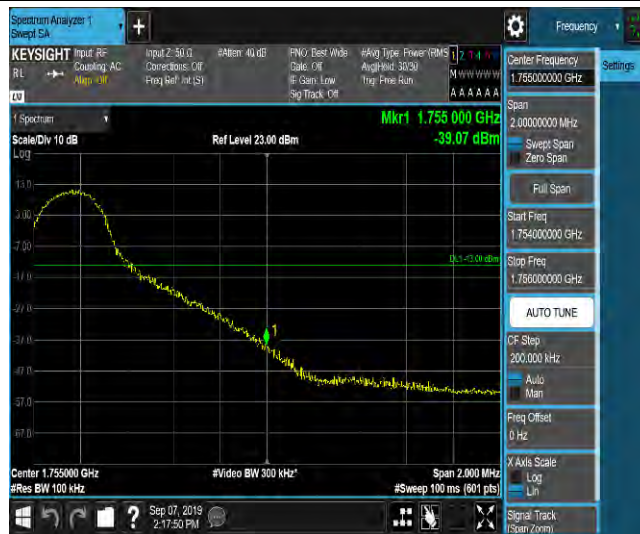 Spectrum Analyzer 1
Swept SA
Frequency
KEYSIGHT
RL
Input: RF
Coupling: AC
Align: Off
Input Z: 50 Ω
Corrections: Off
Freq Ref: Int (S)
#Atten: 40 dB
PNO: Best Wide
Gate: Off
IF Gain: Low
Sig Track: Off
#Avg Type: Power (RMS
Avg|Hold: 30/30
Trig: Free Run
M W W W W W
A A A A A A
1 Spectrum
Scale/Div 10 dB
Log
Ref Level 23.00 dBm
Mkr1 1.755 000 GHz
-39.07 dBm
13.0
3.00
-7.00
-17.0
-27.0
-37.0
-47.0
-57.0
-67.0
DL1 -13.00 dBm
1
Center 1.755000 GHz
#Res BW 100 kHz
#Video BW 300 kHz*
Span 2.000 MHz
#Sweep 100 ms (601 pts)
Sep 07, 2019
2:17:50 PM
Center Frequency
1.755000000 GHz
Settings
Span
2.00000000 MHz
Swept Span
Zero Span
Full Span
Start Freq
1.754000000 GHz
Stop Freq
1.756000000 GHz
AUTO TUNE
CF Step
200.000 kHz
Auto
Man
Freq Offset
0 Hz
X Axis Scale
Log
Lin
Signal Track
(Span Zoom)